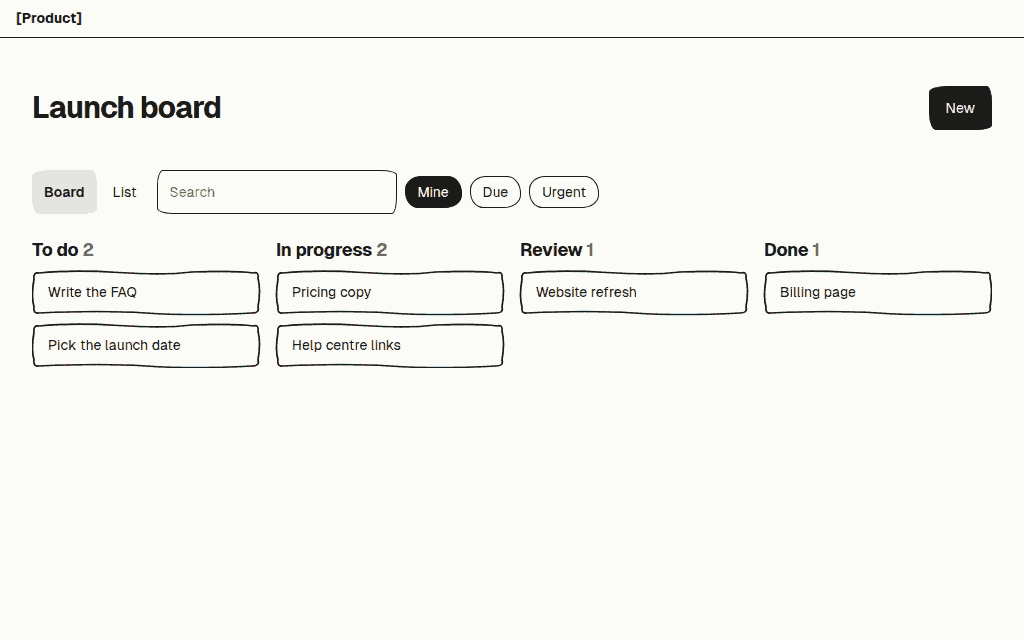 [Product]
Launch board
New
Board
List
Search
Mine
Due
Urgent
To do 2
Write the FAQ
Pick the launch date
In progress 2
Pricing copy
Help centre links
Review 1
Website refresh
Done 1
Billing page